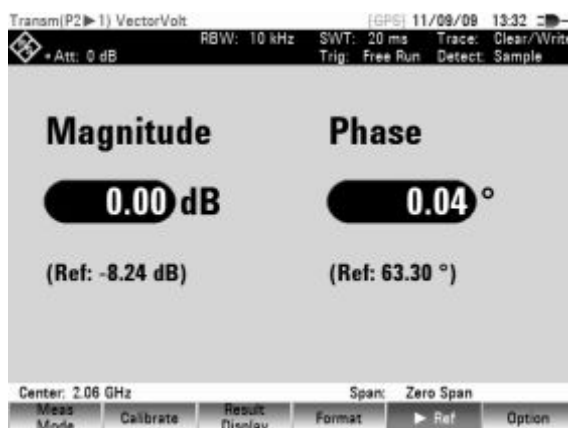 Transm(P2▶1) VectorVolt [GPS] 11/09/09 13:32
RBW: 10 kHz SWT: 20 ms Trace: Clear/Write
• Att: 0 dB Trig: Free Run Detect: Sample
Magnitude Phase
0.00 dB 0.04 °
(Ref: -8.24 dB) (Ref: 63.30 °)
Center: 2.06 GHz Span: Zero Span
Meas Mode Calibrate Result Display Format ▶ Ref Option